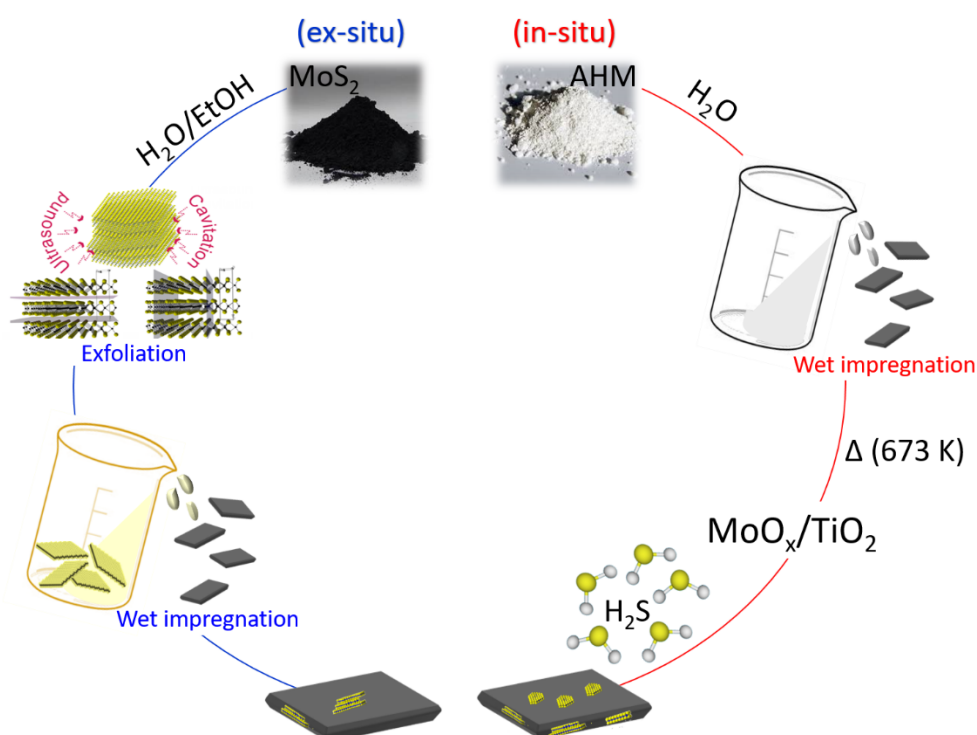 (ex-situ)
MoS₂
H₂O/EtOH
Ultrasound
Cavitation
Exfoliation
Wet impregnation
(in-situ)
AHM
H₂O
Wet impregnation
Δ (673 K)
MoOₓ/TiO₂
H₂S